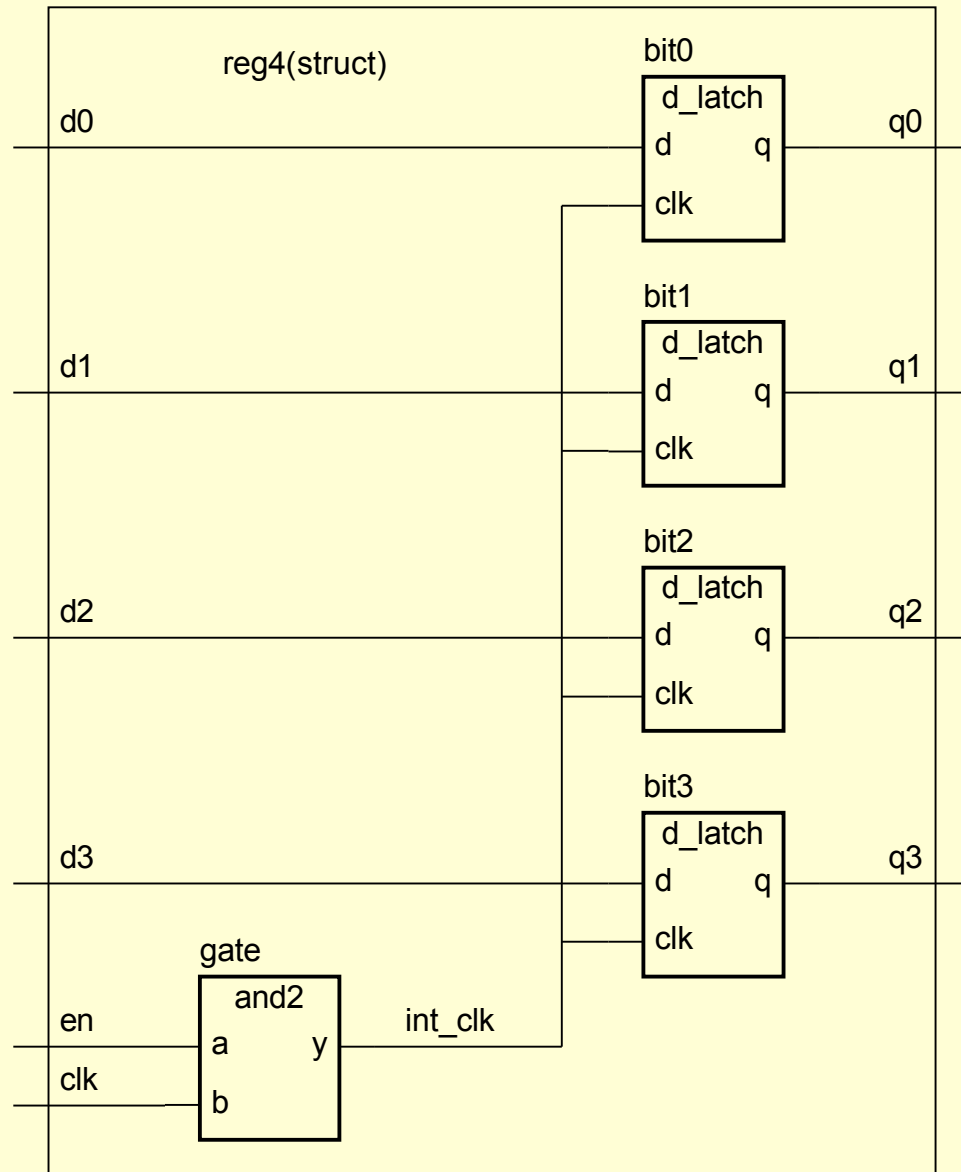 reg4(struct)
bit0
d_latch
d0
d q
q0
clk
bit1
d_latch
d1
d q
q1
clk
bit2
d_latch
d2
d q
q2
clk
bit3
d_latch
d3
d q
q3
clk
gate
and2
en
a y
int_clk
clk
b